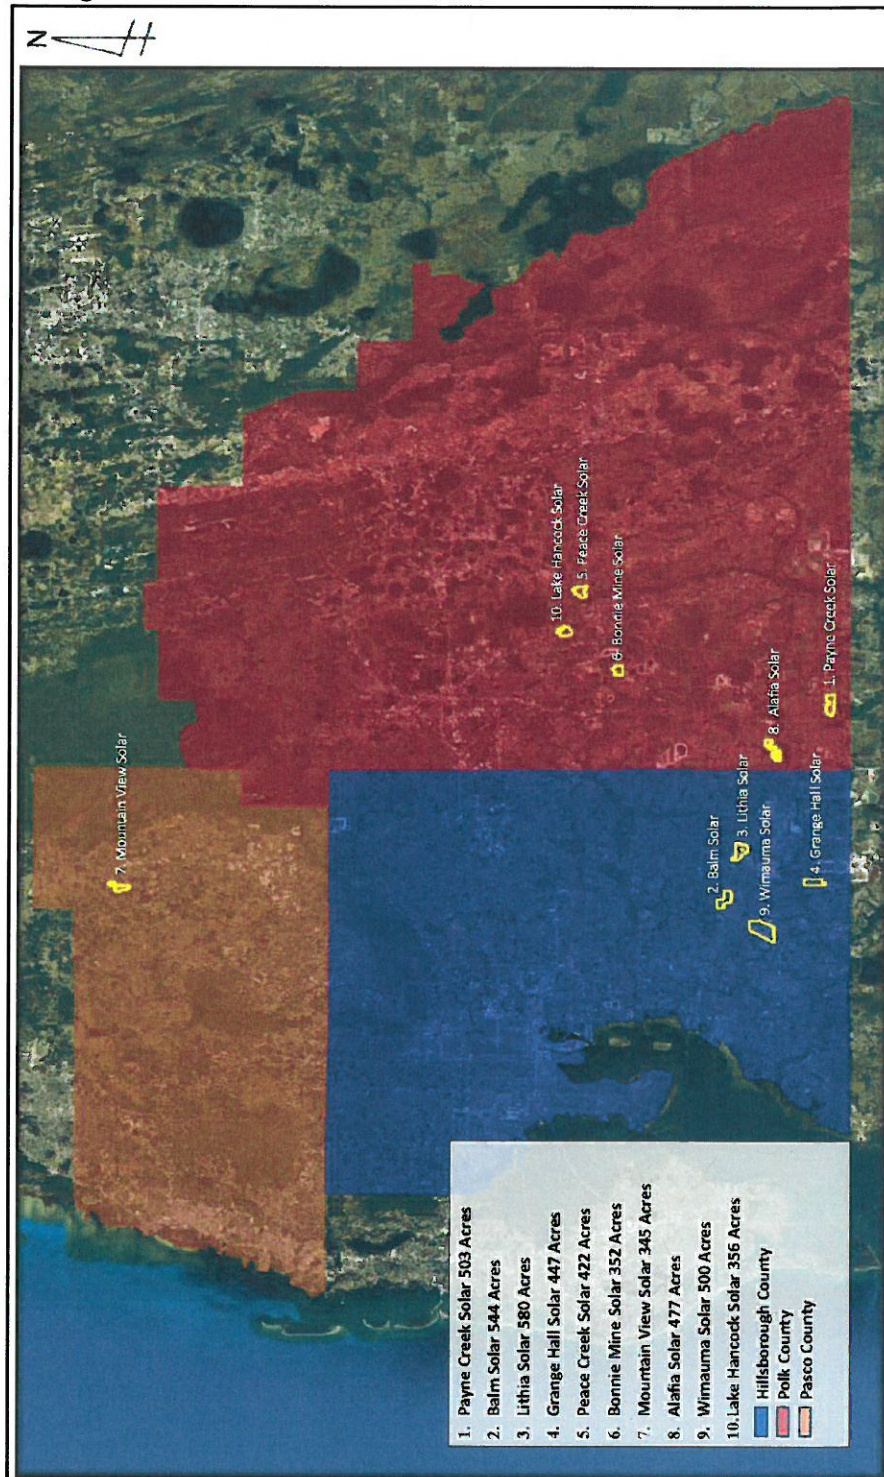 N
7. Mountain View Solar
10. Lake Hancock Solar
5. Peace Creek Solar
6. Bonnie Mine Solar
2. Balm Solar
3. Lithia Solar
8. Alafia Solar
9. Wimauma Solar
1. Payne Creek Solar
4. Grange Hall Solar
1. Payne Creek Solar 503 Acres
2. Balm Solar 544 Acres
3. Lithia Solar 580 Acres
4. Grange Hall Solar 447 Acres
5. Peace Creek Solar 422 Acres
6. Bonnie Mine Solar 352 Acres
7. Mountain View Solar 345 Acres
8. Alafia Solar 477 Acres
9. Wimauma Solar 500 Acres
10. Lake Hancock Solar 356 Acres
Hillsborough County
Polk County
Pasco County